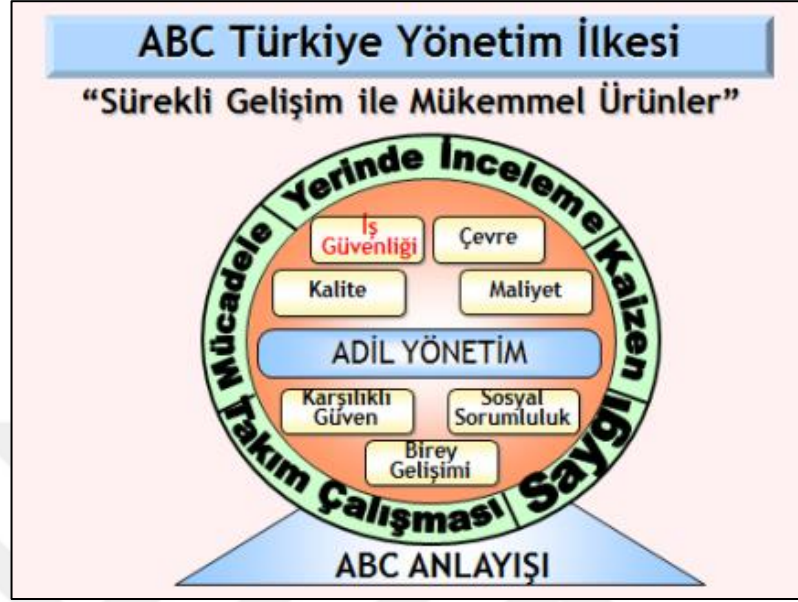 ABC Türkiye Yönetim İlkesi
“Sürekli Gelişim ile Mükemmel Ürünler”
Mücadele
Yerinde İnceleme
Kaizen
İş
Güvenliği
Çevre
Kalite
Maliyet
ADİL YÖNETİM
Karşılıklı
Güven
Sosyal
Sorumluluk
Birey
Gelişimi
Takım Çalışması
Saygı
ABC ANLAYIŞI